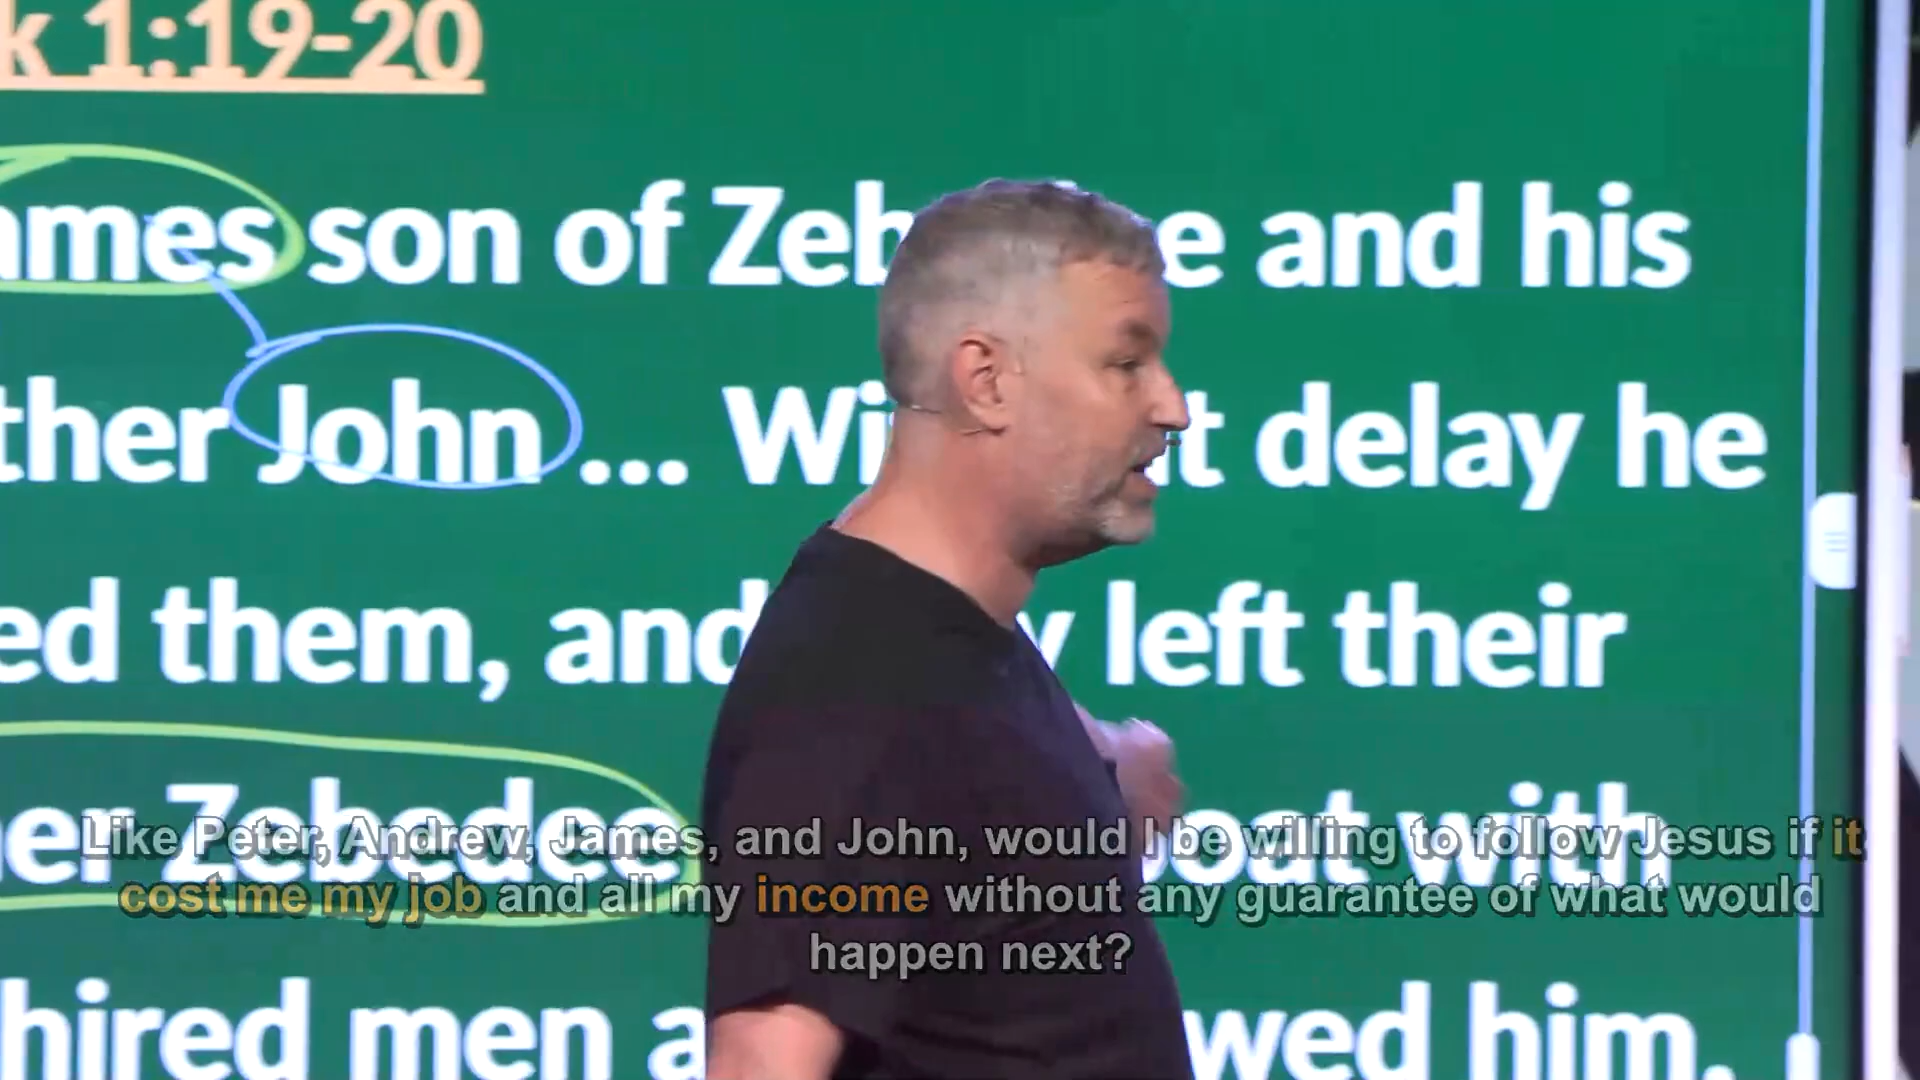 k 1:19-20
ames son of Zeb e and his
ther John ... Wi t delay he
ed them, and y left their
er Zebedee boat with
Like Peter, Andrew, James, and John, would I be willing to follow Jesus if it
cost me my job and all my income without any guarantee of what would
happen next?
hired men a wed him.